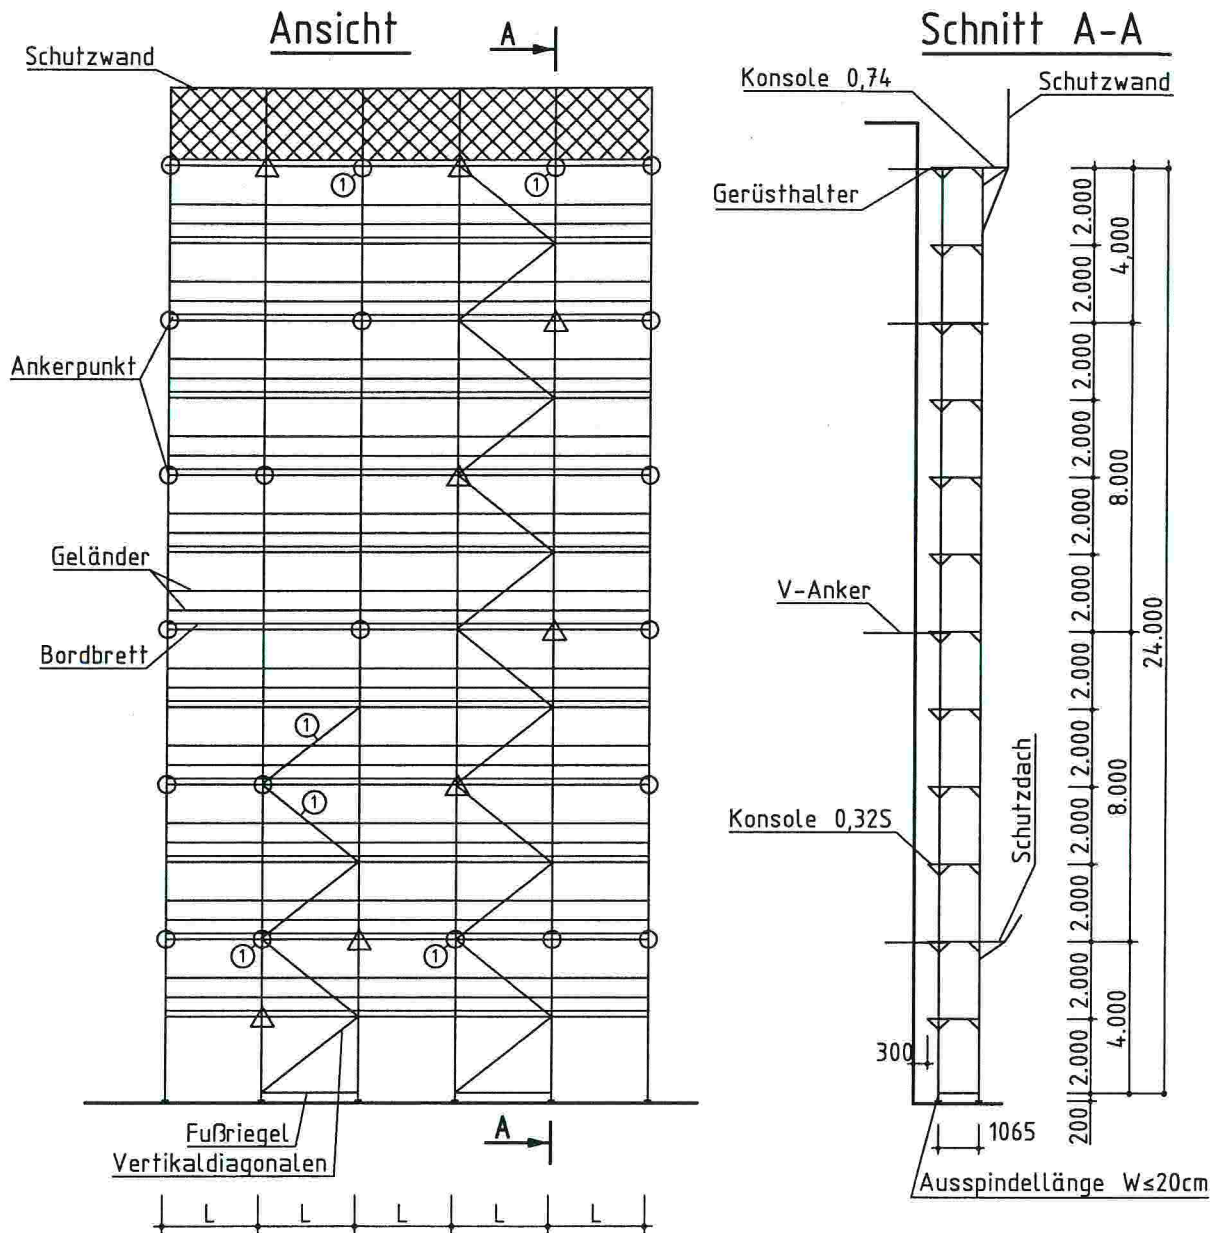 Ansicht
A
Schutzwand
1
1
Ankerpunkt
Geländer
Bordbrett
1
1
1
1
Fußriegel
Vertikaldiagonalen
A
L
L
L
L
L
Schnitt A-A
Konsole 0,74
Schutzwand
Gerüsthalter
V-Anker
Konsole 0,32S
Schutzdach
300
1065
Ausspindellänge W≤20cm
2.000
2.000
2.000
2.000
2.000
2.000
2.000
2.000
2.000
2.000
2.000
2.000
200
4,000
8.000
8.000
4.000
24.000